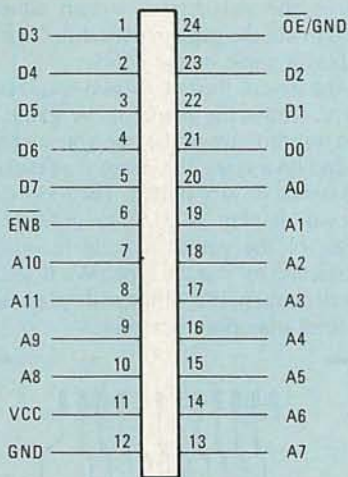 D3 1 24 O̅E̅/GND
D4 2 23 D2
D5 3 22 D1
D6 4 21 D0
D7 5 20 A0
E̅N̅B̅ 6 19 A1
A10 7 18 A2
A11 8 17 A3
A9 9 16 A4
A8 10 15 A5
VCC 11 14 A6
GND 12 13 A7